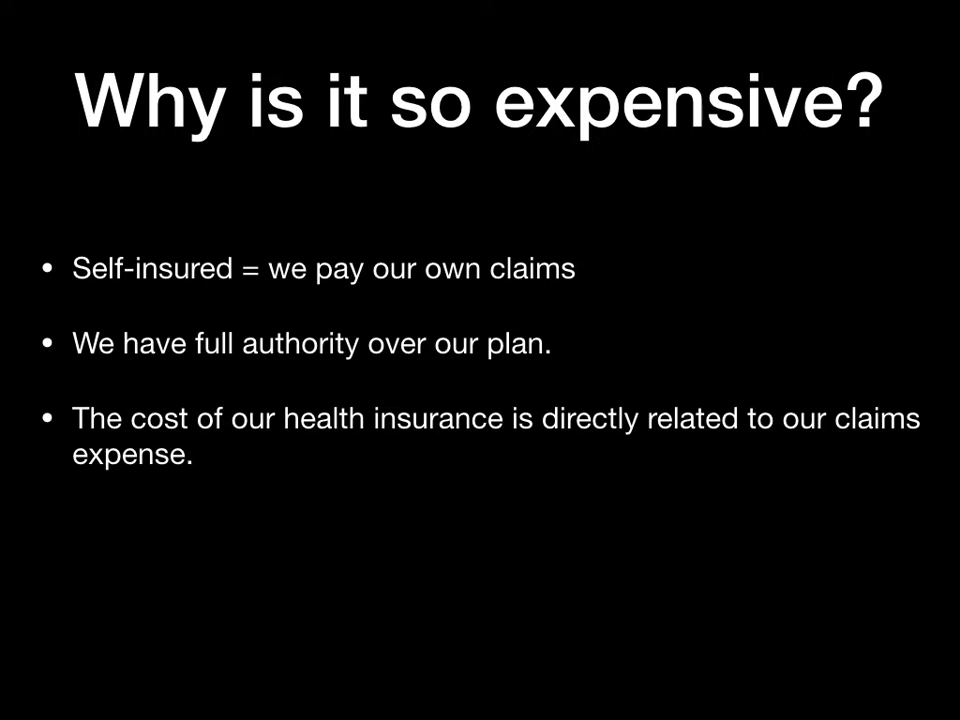 Why is it so expensive?
• Self-insured = we pay our own claims
• We have full authority over our plan.
• The cost of our health insurance is directly related to our claims
expense.